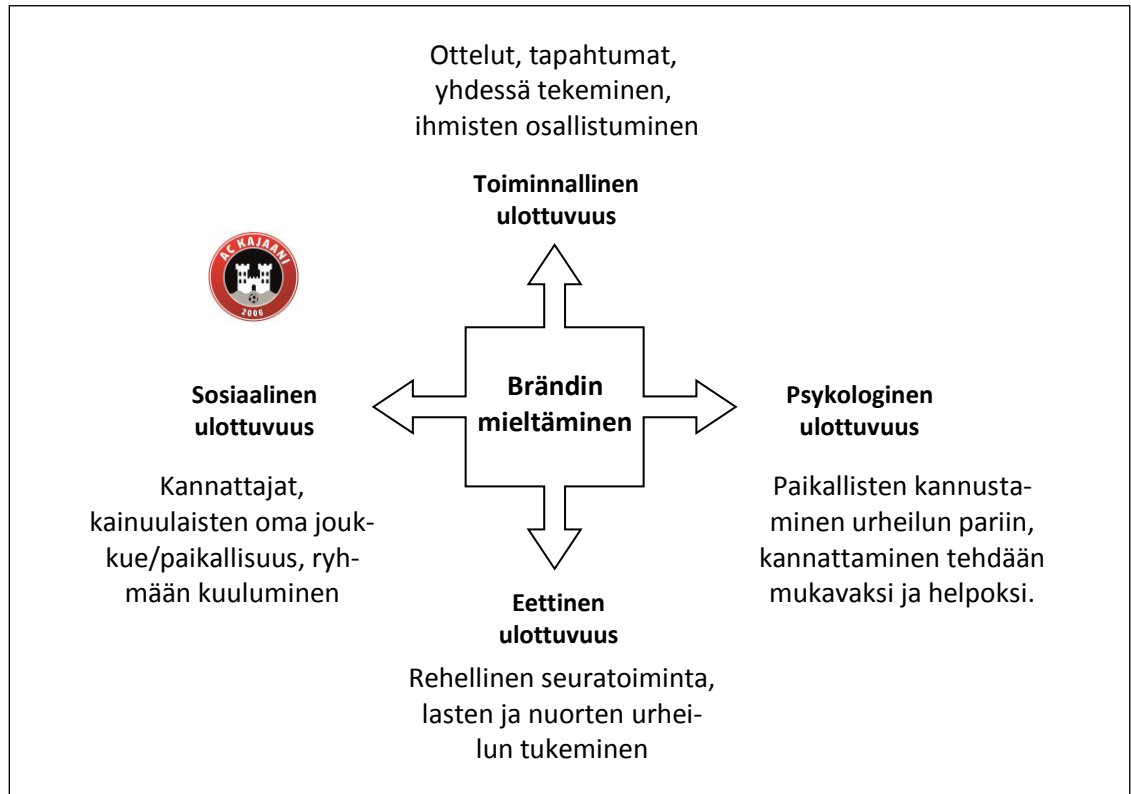 Ottelut, tapahtumat,
yhdessä tekeminen,
ihmisten osallistuminen
Toiminnallinen
ulottuvuus
AC KAJAANI
2006
Sosiaalinen
ulottuvuus
Kannattajat,
kainuulaisten oma jouk-
kue/paikallisuus, ryh-
mään kuuluminen
Brändin
mieltäminen
Psykologinen
ulottuvuus
Paikallisten kannusta-
minen urheilun pariin,
kannattaminen tehdään
mukavaksi ja helpoksi.
Eettinen
ulottuvuus
Rehellinen seuratoiminta,
lasten ja nuorten urhei-
lun tukeminen